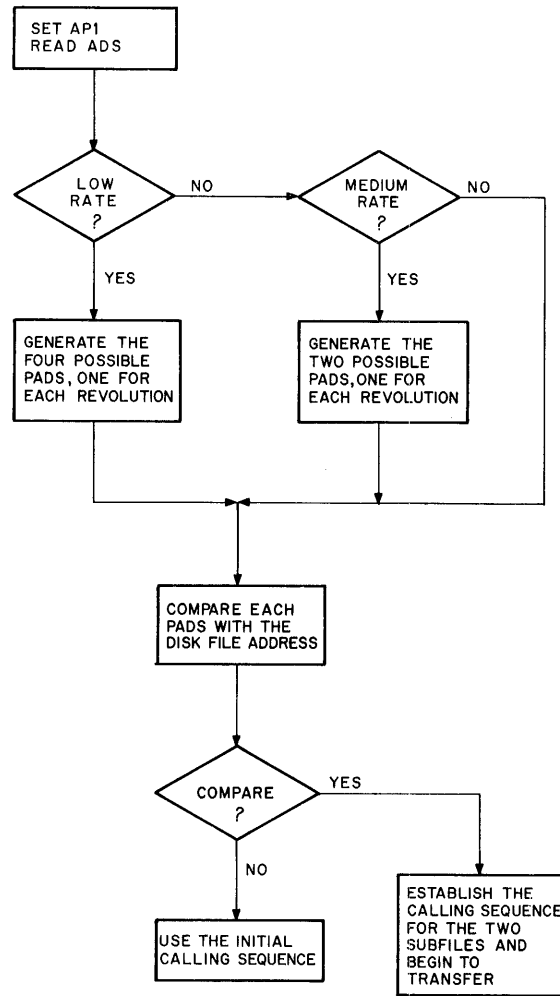 SET AP1
READ ADS
LOW
RATE
?
NO
MEDIUM
RATE
?
NO
YES
YES
GENERATE THE
FOUR POSSIBLE
PADS, ONE FOR
EACH REVOLUTION
GENERATE THE
TWO POSSIBLE
PADS, ONE FOR
EACH REVOLUTION
COMPARE EACH
PADS WITH THE
DISK FILE ADDRESS
COMPARE
?
YES
NO
USE THE INITIAL
CALLING SEQUENCE
ESTABLISH THE
CALLING SEQUENCE
FOR THE TWO
SUBFILES AND
BEGIN TO
TRANSFER